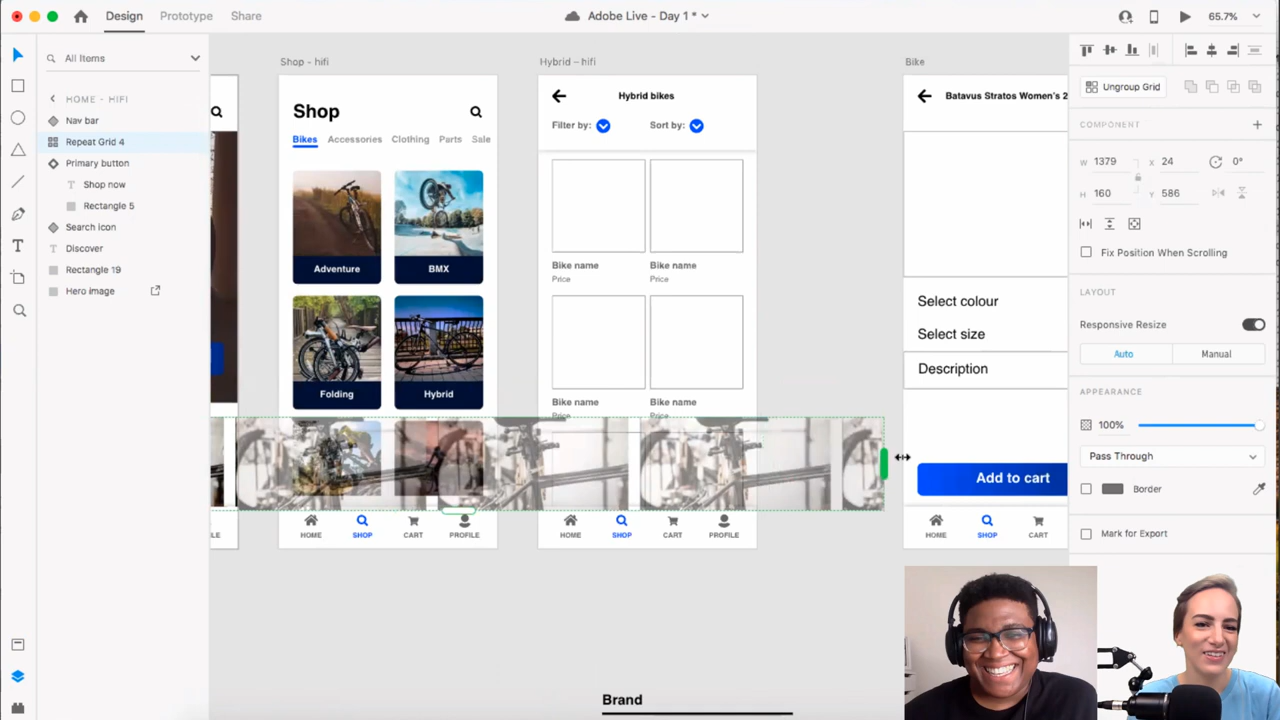 Design Prototype Share
Adobe Live - Day 1 *
65.7%
All Items
HOME - HIFI
Nav bar
Repeat Grid 4
Primary button
Shop now
Rectangle 5
Search icon
Discover
Rectangle 19
Hero image
T
Shop – hifi
Shop
Bikes Accessories Clothing Parts Sale
Adventure BMX
Folding Hybrid
HOME SHOP CART PROFILE
LE
Hybrid – hifi
Hybrid bikes
Filter by: Sort by:
Bike name Bike name
Price Price
Bike name Bike name
Price Price
HOME SHOP CART PROFILE
Bike
Batavus Stratos Women's 2
Select colour
Select size
Description
Add to cart
HOME SHOP CART
Brand
Ungroup Grid
COMPONENT
W 1379 X 24 0°
H 160 Y 586
Fix Position When Scrolling
LAYOUT
Responsive Resize
Auto Manual
APPEARANCE
100%
Pass Through
Border
Mark for Export